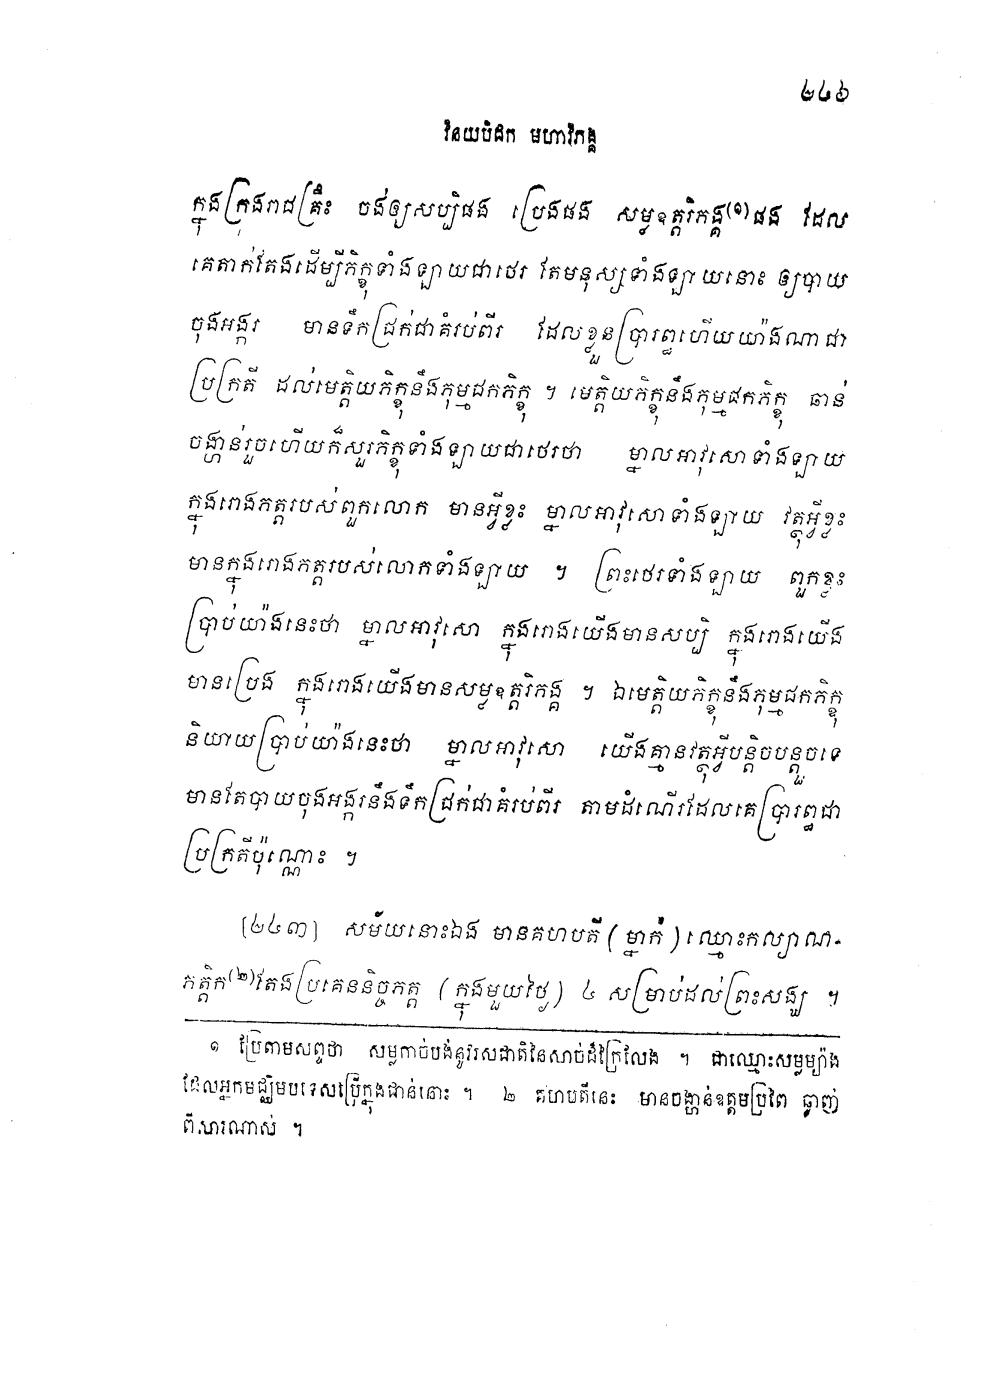 ២៤៦
វិនយបិដក មហាវិភង្គ
ក្នុងក្រុងរាជគ្រឹះ ចង់ឲ្យសប្បិផង ប្រេងផង សម្លឧត្តរិភង្គ(១)ផង ដែល
គេតាក់តែងដើម្បីភិក្ខុទាំងឡាយជាថេរ តែមនុស្សទាំងឡាយនោះ ឲ្យបាយ
ចុងអង្ករ មានទឹកជ្រក់ជាគំរប់ពីរ ដែលខ្លួនប្រារព្ធហើយយ៉ាងណាជា
ប្រក្រតី ដល់មេត្តិយភិក្ខុនឹងកុម្មជកភិក្ខុ ។ មេត្តិយភិក្ខុនឹងកុម្មជកភិក្ខុ ឆាន់
ចង្ហាន់រួចហើយក៏សួរភិក្ខុទាំងឡាយជាថេរថា ម្នាលអាវុសោទាំងឡាយ
ក្នុងរោងភត្តរបស់ពួកលោក មានអ្វីខ្លះ ម្នាលអាវុសោទាំងឡាយ វត្ថុអ្វីខ្លះ
មានក្នុងរោងភត្តរបស់លោកទាំងឡាយ ។ ព្រះថេរទាំងឡាយ ពួកខ្លះ
ប្រាប់យ៉ាងនេះថា ម្នាលអាវុសោ ក្នុងរោងយើងមានសប្បិ ក្នុងរោងយើង
មានប្រេង ក្នុងរោងយើងមានសម្លឧត្តរិភង្គ ។ ឯមេត្តិយភិក្ខុនឹងកុម្មជកភិក្ខុ
និយាយប្រាប់យ៉ាងនេះថា ម្នាលអាវុសោ យើងគ្មានវត្ថុអ្វីបន្តិចបន្តួចទេ
មានតែបាយចុងអង្ករនឹងទឹកជ្រក់ជាគំរប់ពីរ តាមដំណើរដែលគេប្រារព្ធជា
ប្រក្រតីប៉ុណ្ណោះ ។
[២៤៣] សម័យនោះឯង មានគហបតី (ម្នាក់) ឈ្មោះកល្យាណ-
ភត្តិក(២)តែងប្រគេននិច្ចភត្ត (ក្នុងមួយថ្ងៃ) ៤ សម្រាប់ដល់ព្រះសង្ឃ ។
១ ប្រែតាមសព្ទថា សម្លកាច់បង់នូវរសជាតិនៃសាច់ដ៏ក្រៃលែង ។ ជាឈ្មោះសម្លម្យ៉ាង
ដែលអ្នកមជ្ឈិមបទេសប្រើក្នុងជាន់នោះ ។ ២ គហបតីនេះ មានចង្ហាន់ឧត្តមប្រពៃ ឆ្ងាញ់
ពីសារណាស់ ។